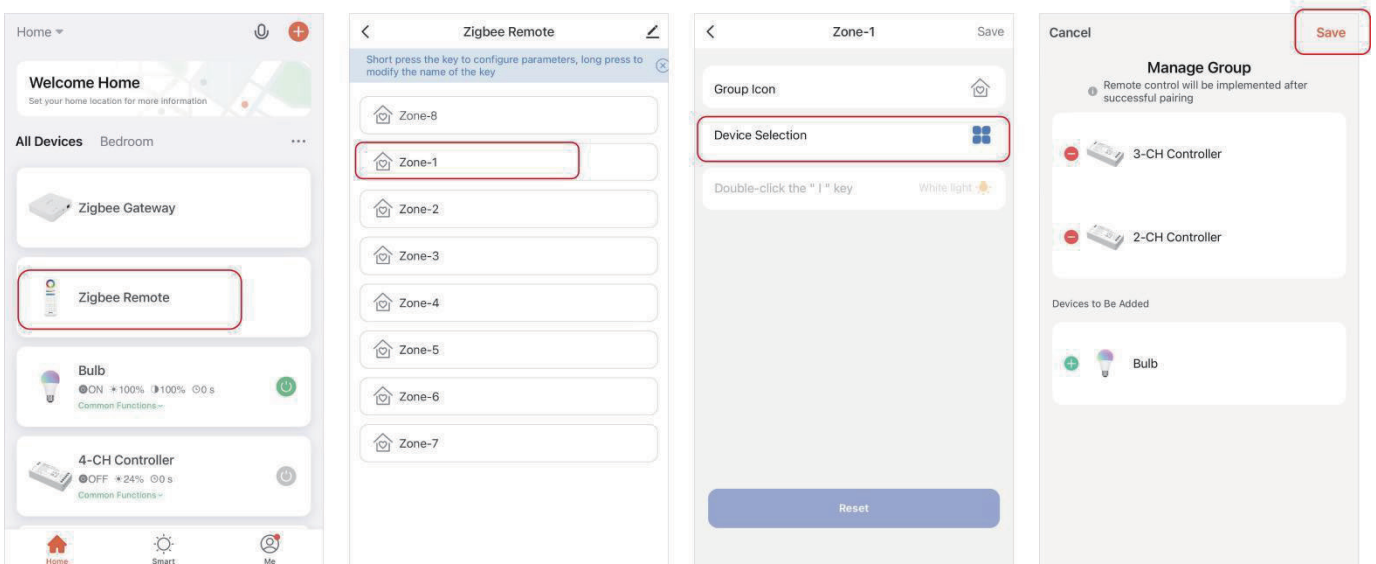 Home
Welcome Home
Set your home location for more information
All Devices Bedroom ...
Zigbee Gateway
Zigbee Remote
Bulb
ON 100% 100% 0 s
Common Functions
4-CH Controller
OFF 24% 0 s
Common Functions
Home Smart Me
Zigbee Remote
Short press the key to configure parameters, long press to
modify the name of the key
Zone-8
Zone-1
Zone-2
Zone-3
Zone-4
Zone-5
Zone-6
Zone-7
Zone-1 Save
Group Icon
Device Selection
Double-click the " I " key White light
Reset
Cancel Save
Manage Group
Remote control will be implemented after
successful pairing
3-CH Controller
2-CH Controller
Devices to Be Added
Bulb